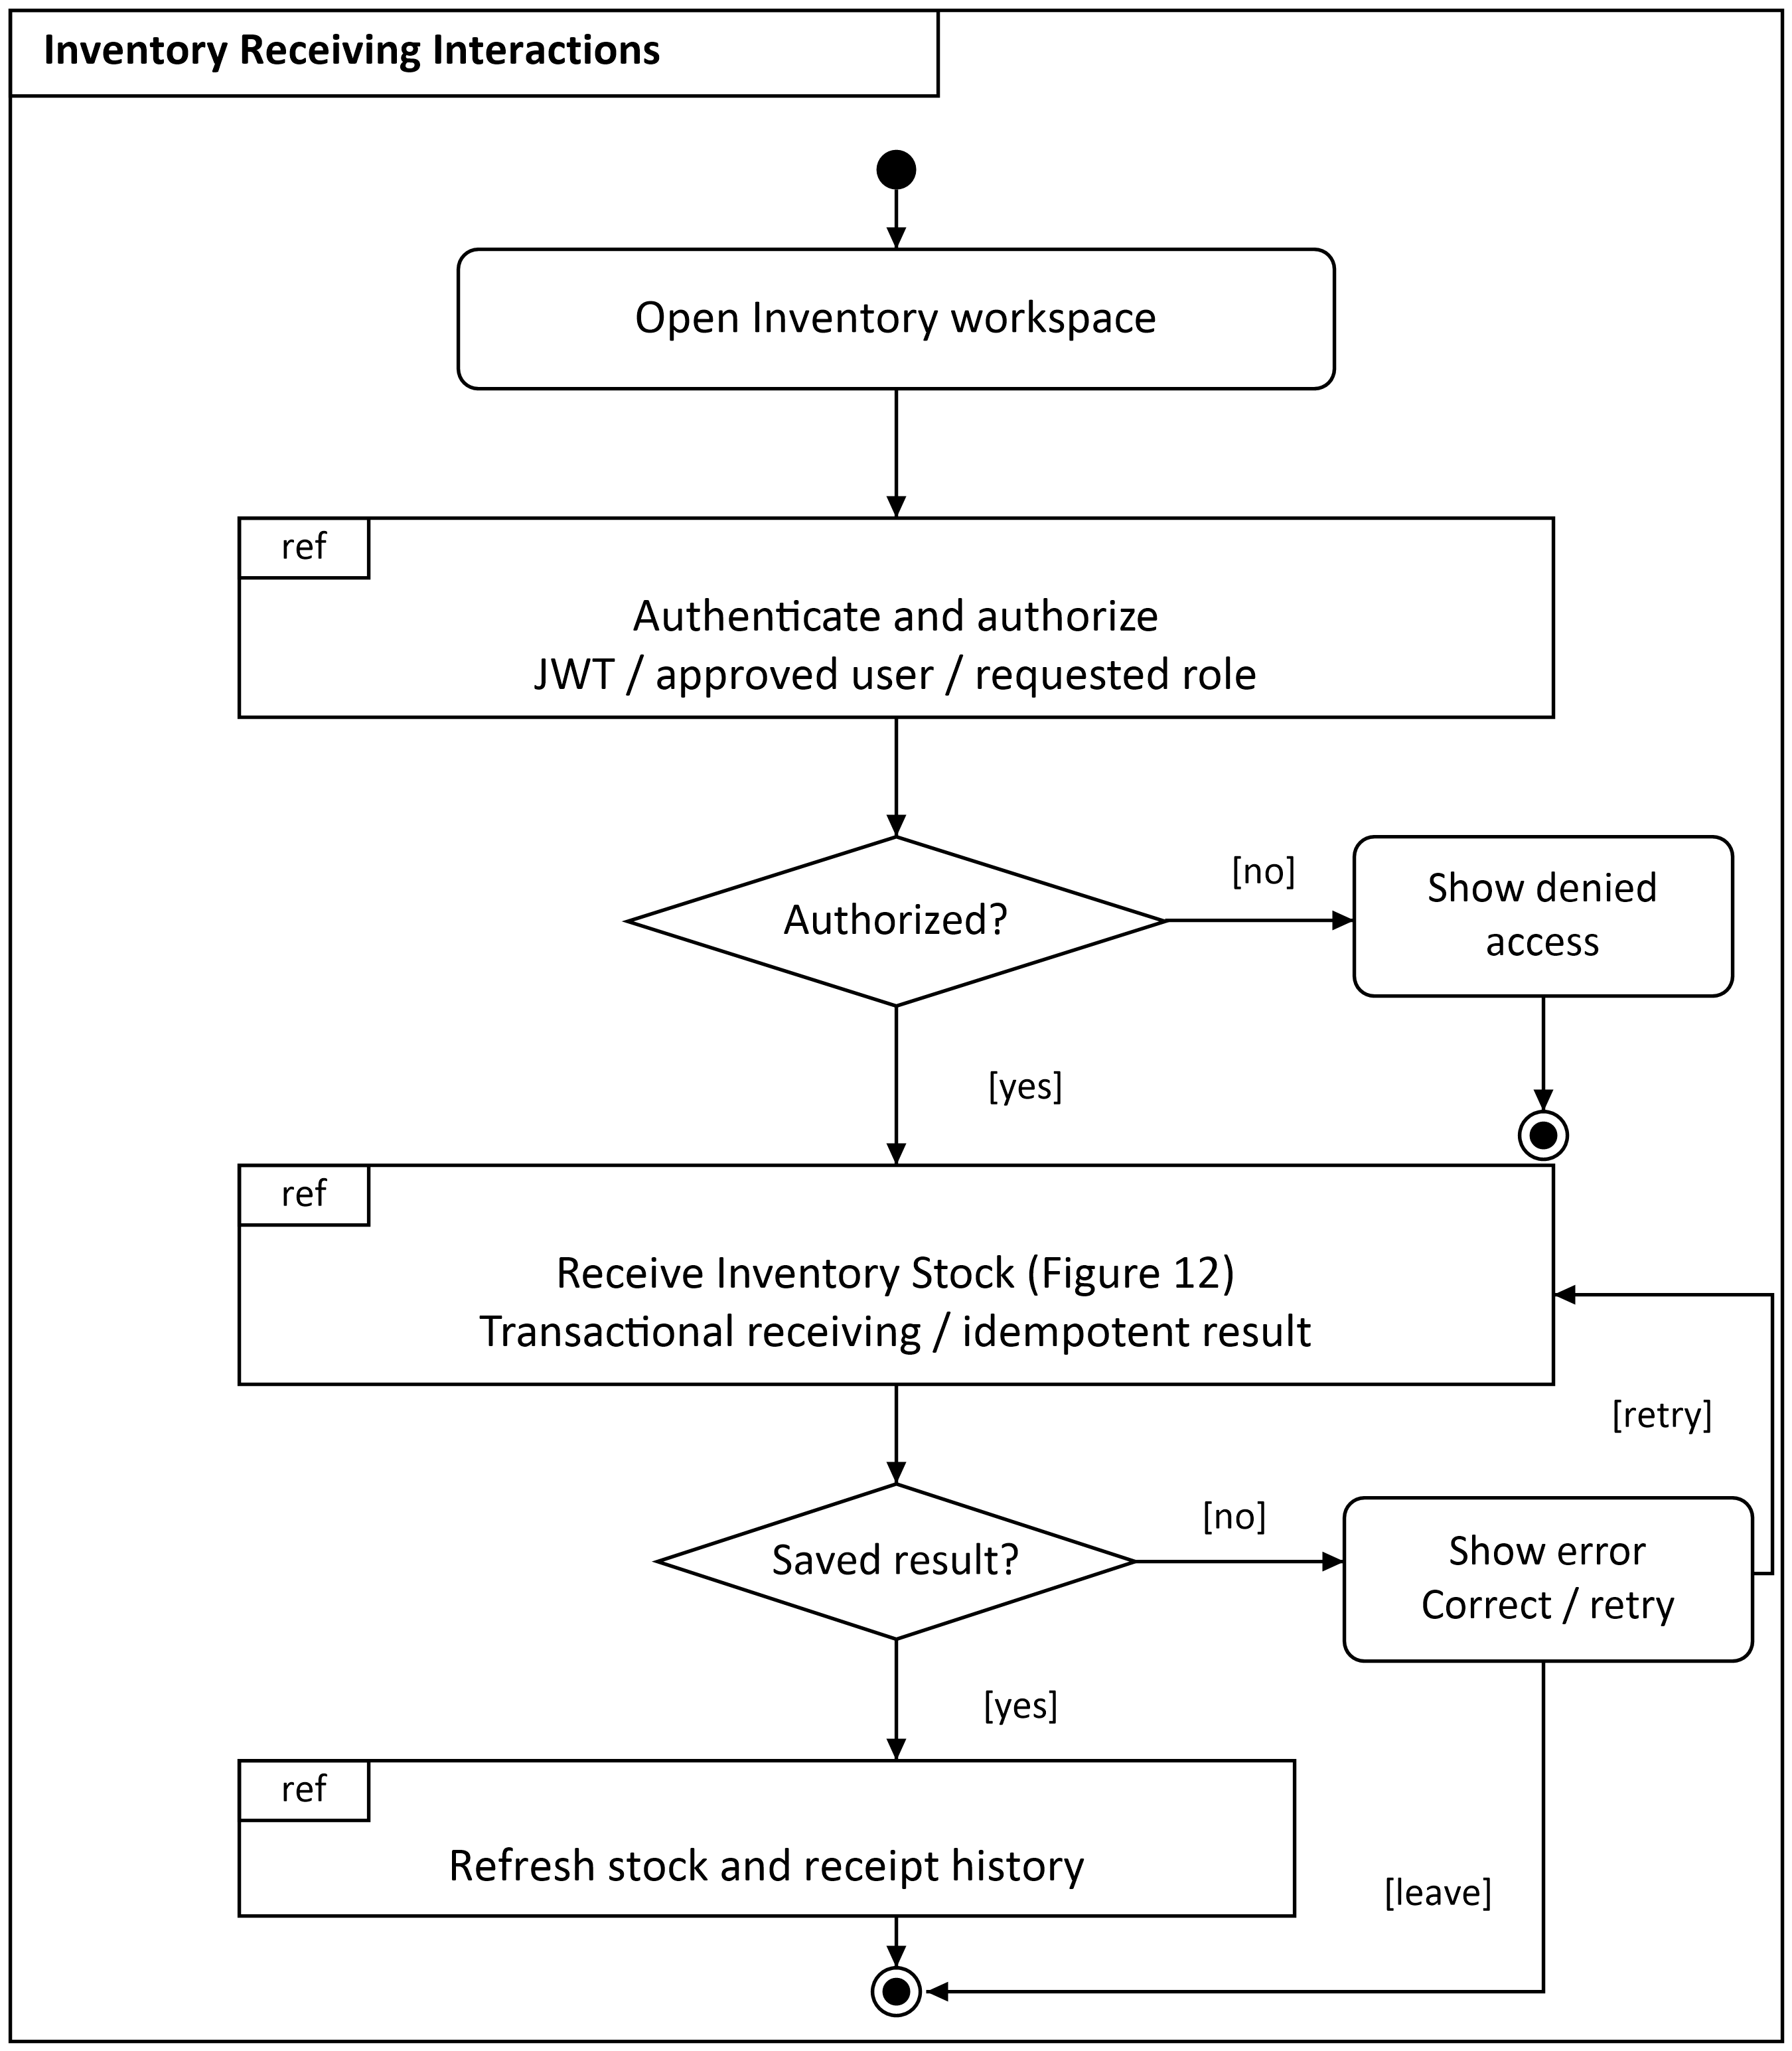 Inventory Receiving Interactions
Open Inventory workspace
ref
Authenticate and authorize
JWT / approved user / requested role
Authorized?
[no]
Show denied
access
[yes]
ref
Receive Inventory Stock (Figure 12)
Transactional receiving / idempotent result
[retry]
Saved result?
[no]
Show error
Correct / retry
[yes]
ref
Refresh stock and receipt history
[leave]